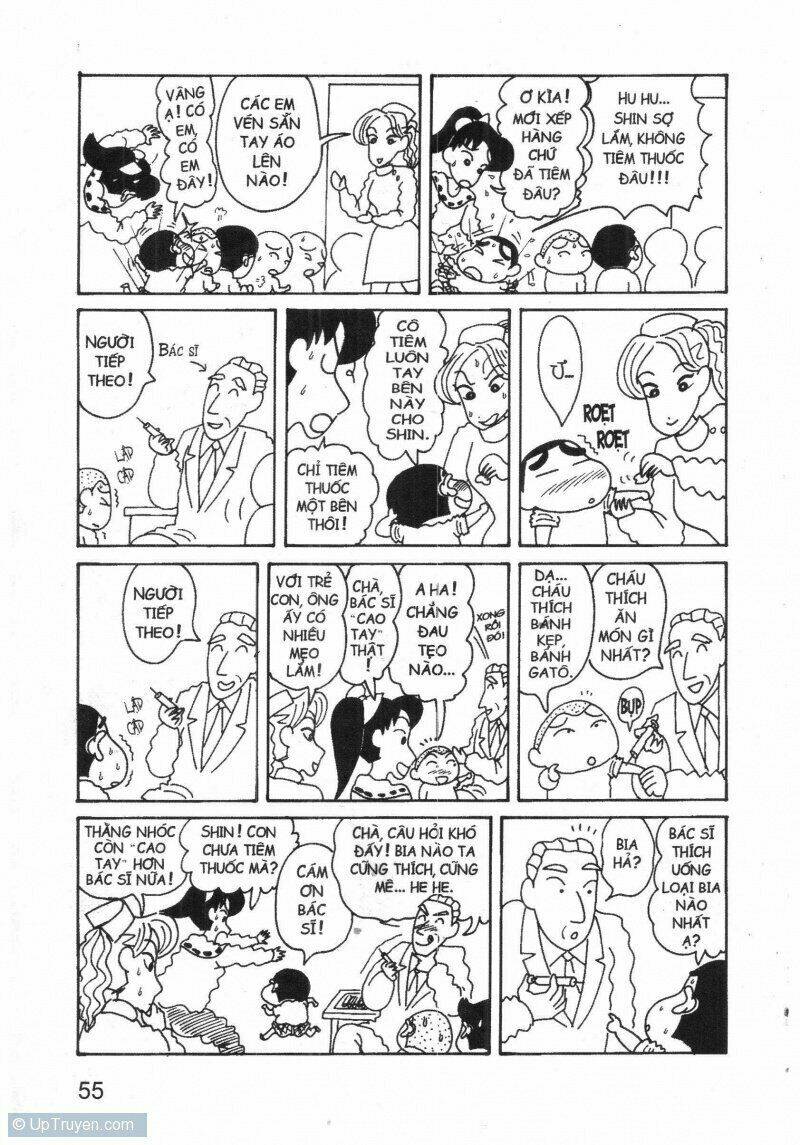 HU HU...
SHIN SỢ
LẮM, KHÔNG
TIÊM THUỐC
ĐÂU!!!
Ơ KÌA!
MỚI XẾP
HÀNG
CHỨ
ĐÃ TIÊM
ĐÂU?
CÁC EM
VÉN SẴN
TAY ÁO
LÊN
NÀO!
VÂNG
Ạ! CÓ
EM,
CÓ EM
ĐÂY!
Ư...
ROẸT
ROẸT
CÔ
TIÊM
LUÔN
TAY
BÊN
NÀY
CHO
SHIN.
CHỈ TIÊM
THUỐC
MỘT BÊN
THÔI!
BÁC SĨ
NGƯỜI
TIẾP
THEO!
LẬP
CẬP
CHÁU
THÍCH
ĂN
MÓN GÌ
NHẤT?
DẠ...
CHÁU
THÍCH
BÁNH
KẸP,
BÁNH
GATÔ.
BỤP
XONG
RỒI
ĐÓ!
A HA!
CHẲNG
ĐAU
TẸO
NÀO...
CHÀ,
BÁC SĨ
"CAO
TAY"
THẬT
!
VỚI TRẺ
CON, ÔNG
ẤY CÓ
NHIỀU
MẸO
LẮM!
NGƯỜI
TIẾP
THEO!
LẬP
CẬP
BÁC SĨ
THÍCH
UỐNG
LOẠI BIA
NÀO
NHẤT
Ạ?
BIA
HẢ?
CHÀ, CÂU HỎI KHÓ
ĐẤY! BIA NÀO TA
CŨNG THÍCH, CŨNG
MÊ... HE HE.
CÁM
ƠN
BÁC
SĨ!
SHIN! CON
CHƯA TIÊM
THUỐC MÀ?
THẰNG NHÓC
CÒN "CAO
TAY" HƠN
BÁC SĨ NỮA!
55
© UpTruyen.com